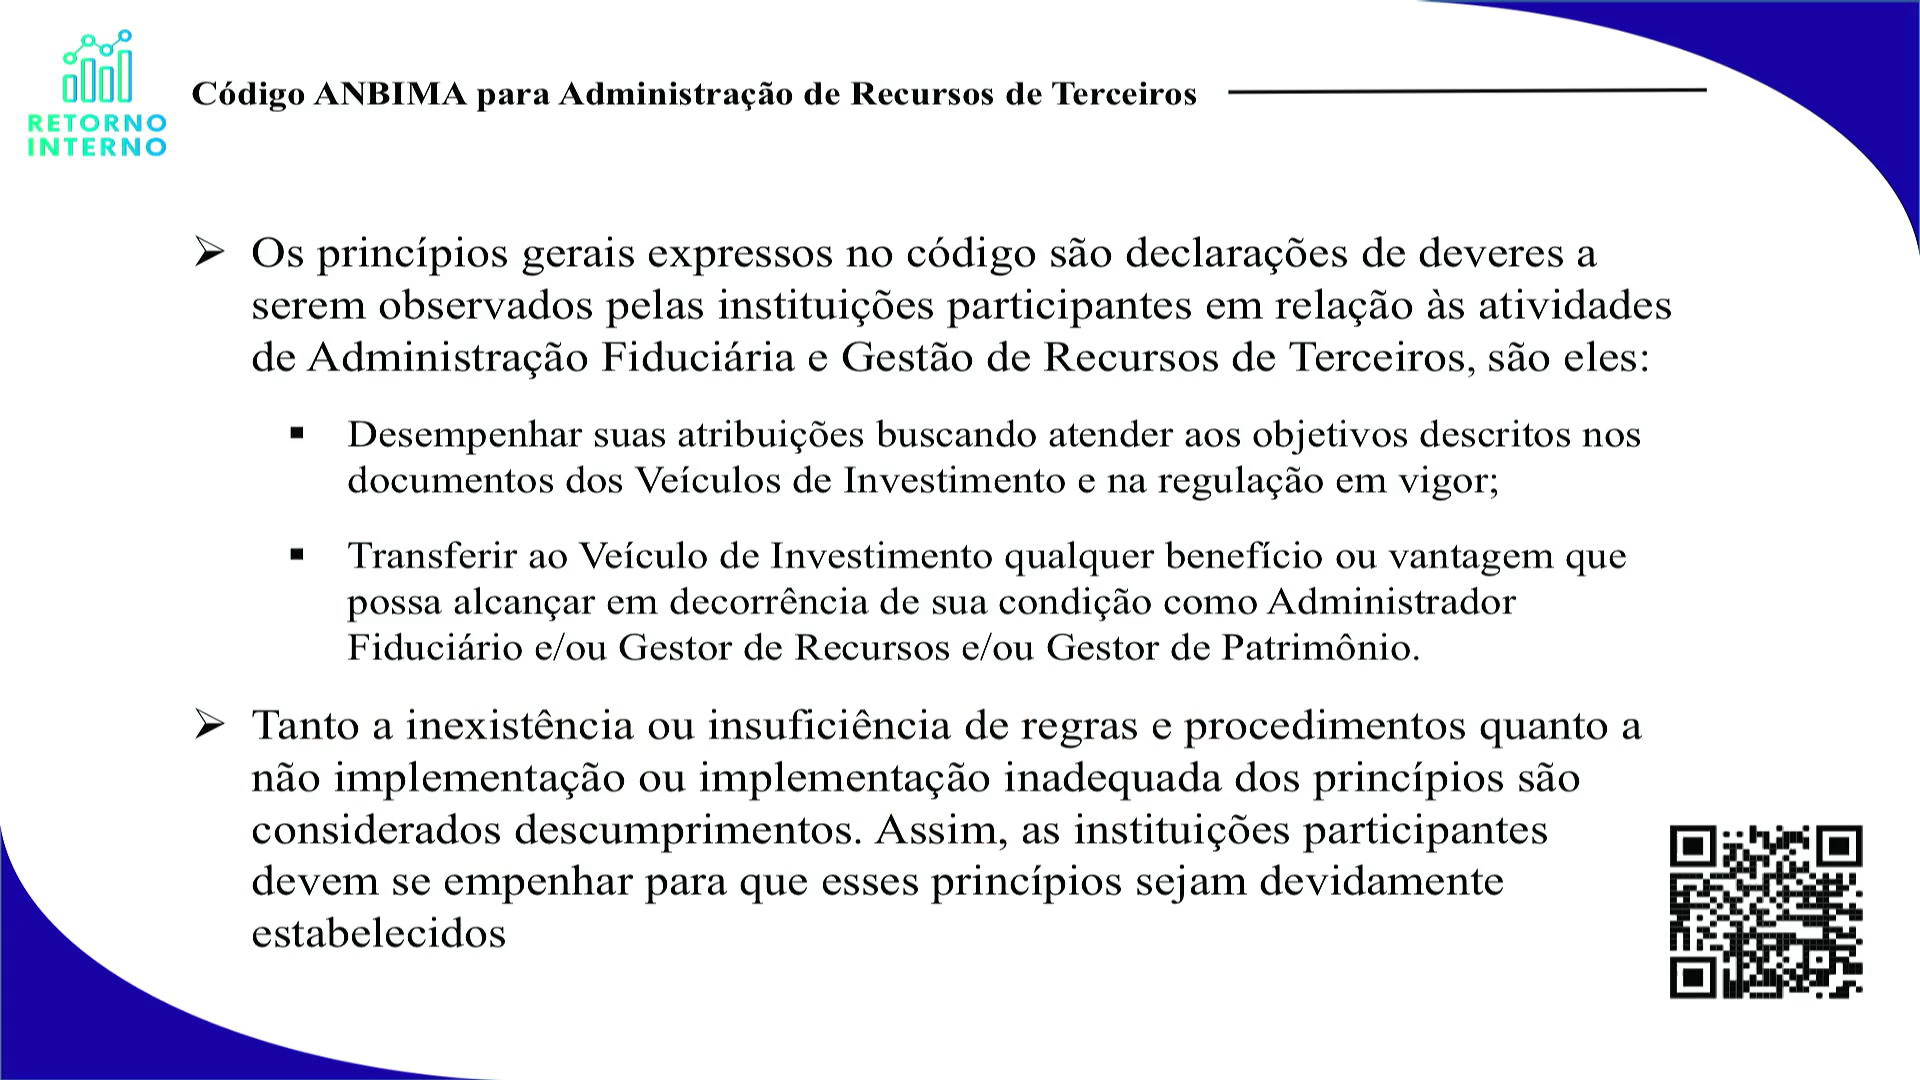 RETORNO
INTERNO
Código ANBIMA para Administração de Recursos de Terceiros
Os princípios gerais expressos no código são declarações de deveres a
serem observados pelas instituições participantes em relação às atividades
de Administração Fiduciária e Gestão de Recursos de Terceiros, são eles:
Desempenhar suas atribuições buscando atender aos objetivos descritos nos
documentos dos Veículos de Investimento e na regulação em vigor;
Transferir ao Veículo de Investimento qualquer benefício ou vantagem que
possa alcançar em decorrência de sua condição como Administrador
Fiduciário e/ou Gestor de Recursos e/ou Gestor de Patrimônio.
Tanto a inexistência ou insuficiência de regras e procedimentos quanto a
não implementação ou implementação inadequada dos princípios são
considerados descumprimentos. Assim, as instituições participantes
devem se empenhar para que esses princípios sejam devidamente
estabelecidos